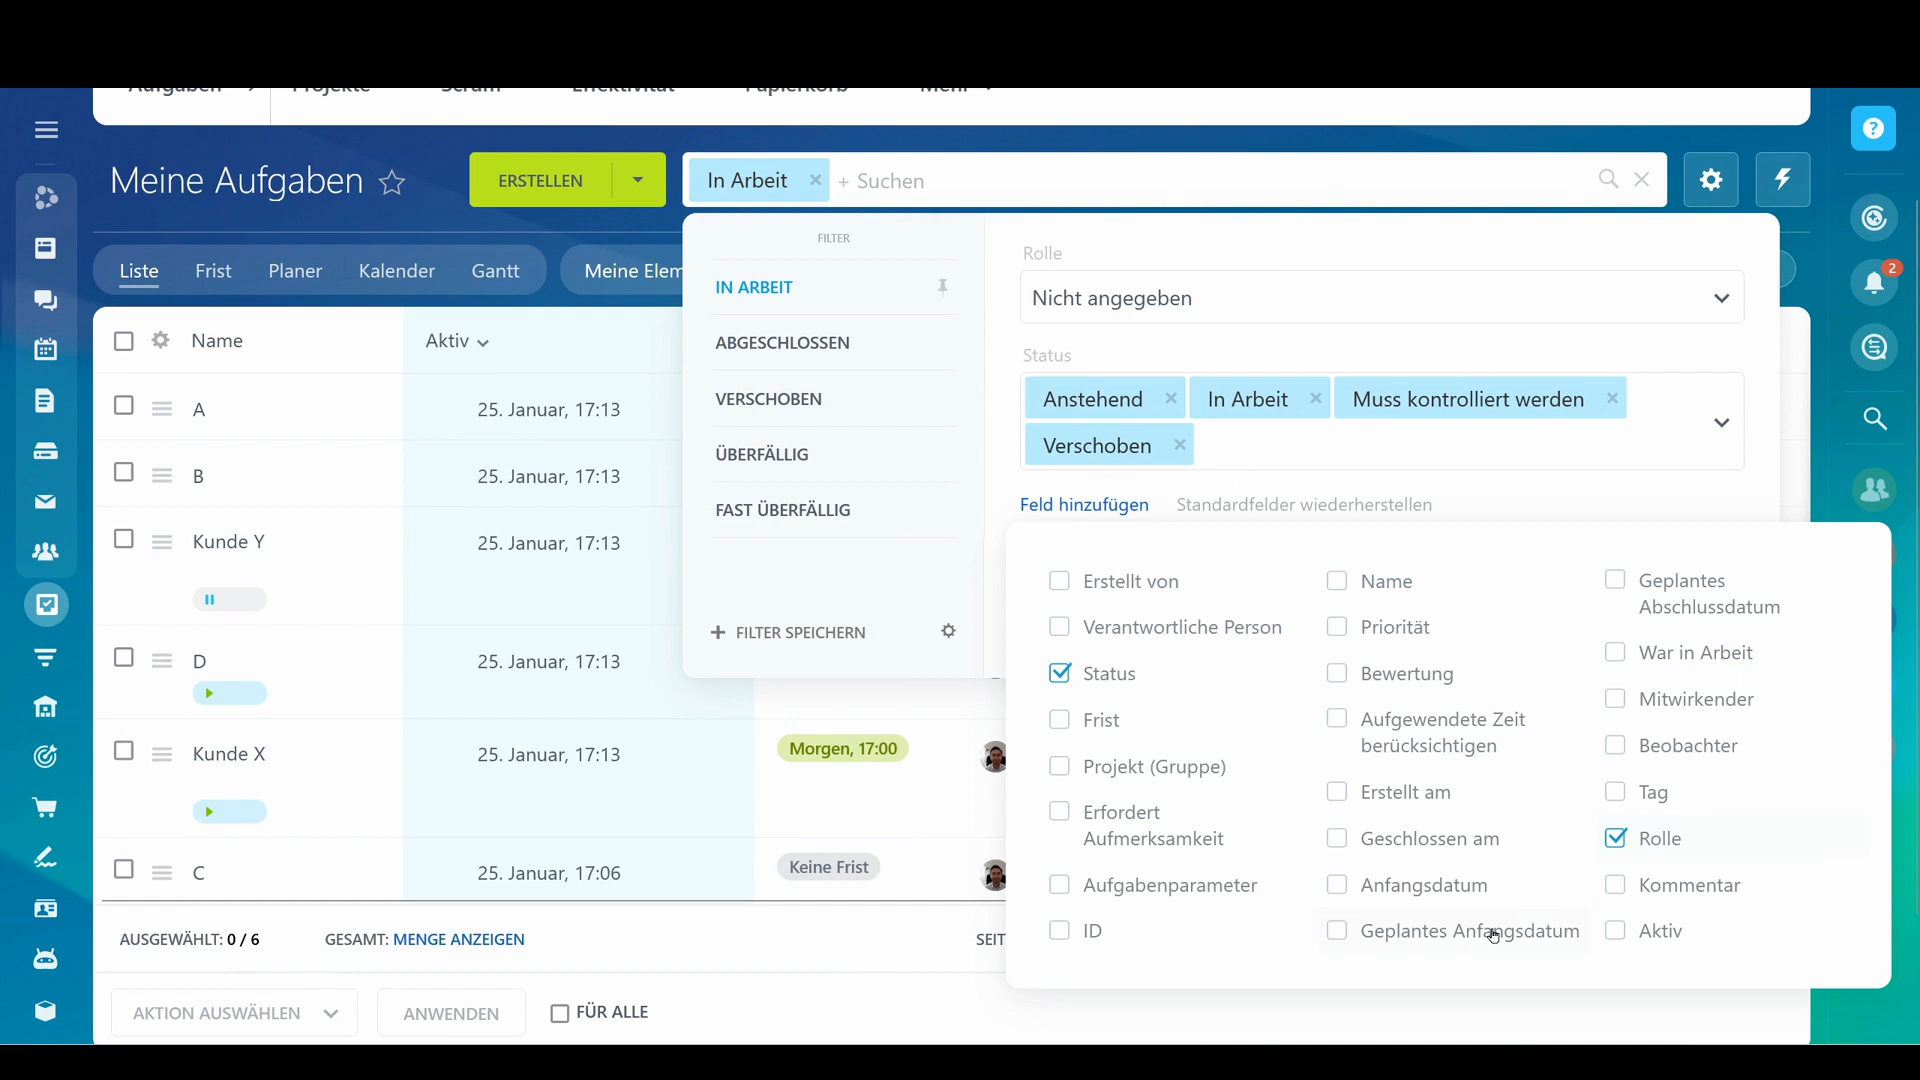 Aufgaben Projekte Scrum Effektivität Papierkorb Mehr
Meine Aufgaben
ERSTELLEN
In Arbeit × + Suchen
Liste Frist Planer Kalender Gantt
Meine Elem
2
Name
Aktiv
A
25. Januar, 17:13
B
25. Januar, 17:13
Kunde Y
25. Januar, 17:13
D
25. Januar, 17:13
Kunde X
25. Januar, 17:13
Morgen, 17:00
C
25. Januar, 17:06
Keine Frist
AUSGEWÄHLT: 0 / 6
GESAMT: MENGE ANZEIGEN
SEIT
AKTION AUSWÄHLEN
ANWENDEN
FÜR ALLE
FILTER
IN ARBEIT
ABGESCHLOSSEN
VERSCHOBEN
ÜBERFÄLLIG
FAST ÜBERFÄLLIG
+ FILTER SPEICHERN
Rolle
Nicht angegeben
Status
Anstehend × In Arbeit × Muss kontrolliert werden ×
Verschoben ×
Feld hinzufügen
Standardfelder wiederherstellen
Erstellt von
Verantwortliche Person
Status
Frist
Projekt (Gruppe)
Erfordert
Aufmerksamkeit
Aufgabenparameter
ID
Name
Priorität
Bewertung
Aufgewendete Zeit
berücksichtigen
Erstellt am
Geschlossen am
Anfangsdatum
Geplantes Anfangsdatum
Geplantes
Abschlussdatum
War in Arbeit
Mitwirkender
Beobachter
Tag
Rolle
Kommentar
Aktiv
?